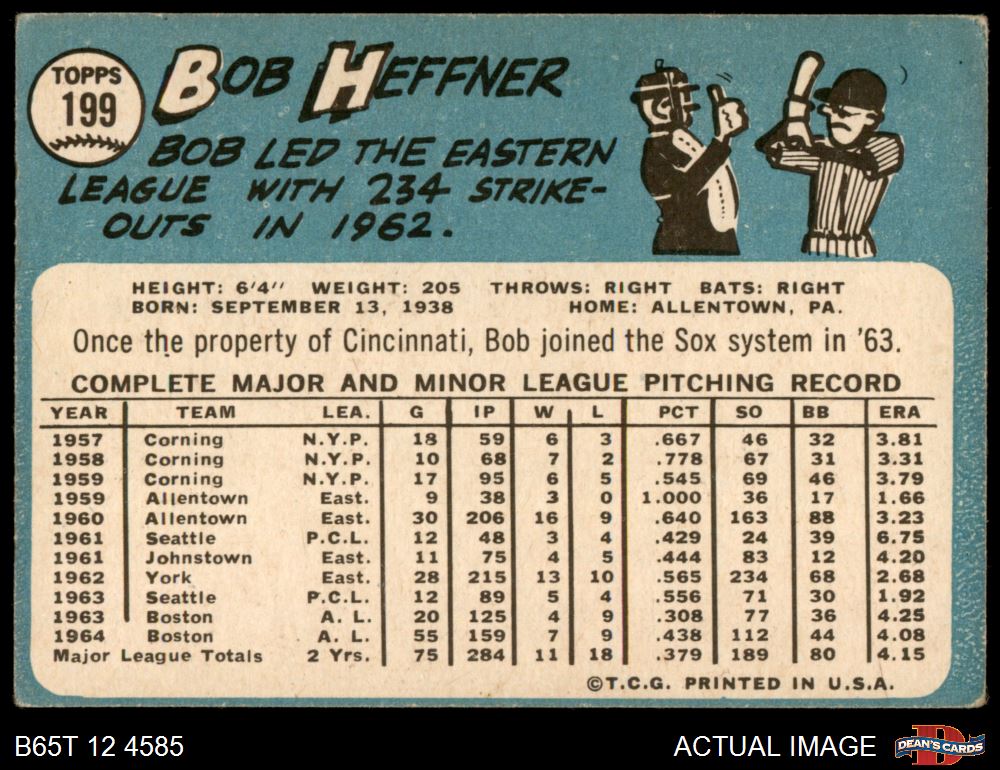 TOPPS
199
BOB HEFFNER
BOB LED THE EASTERN
LEAGUE WITH 234 STRIKE-
OUTS IN 1962.
HEIGHT: 6'4" WEIGHT: 205 THROWS: RIGHT BATS: RIGHT
BORN: SEPTEMBER 13, 1938 HOME: ALLENTOWN, PA.
Once the property of Cincinnati, Bob joined the Sox system in '63.
COMPLETE MAJOR AND MINOR LEAGUE PITCHING RECORD
YEAR TEAM LEA. G IP W L PCT SO BB ERA
1957 Corning N.Y.P. 18 59 6 3 .667 46 32 3.81
1958 Corning N.Y.P. 10 68 7 2 .778 67 31 3.31
1959 Corning N.Y.P. 17 95 6 5 .545 69 46 3.79
1959 Allentown East. 9 38 3 0 1.000 36 17 1.66
1960 Allentown East. 30 206 16 9 .640 163 88 3.23
1961 Seattle P.C.L. 12 48 3 4 .429 24 39 6.75
1961 Johnstown East. 11 75 4 5 .444 83 12 4.20
1962 York East. 28 215 13 10 .565 234 68 2.68
1963 Seattle P.C.L. 12 89 5 4 .556 71 30 1.92
1963 Boston A. L. 20 125 4 9 .308 77 36 4.25
1964 Boston A. L. 55 159 7 9 .438 112 44 4.08
Major League Totals 2 Yrs. 75 284 11 18 .379 189 80 4.15
©T.C.G. PRINTED IN U.S.A.
B65T 12 4585
ACTUAL IMAGE
DEAN'S CARDS